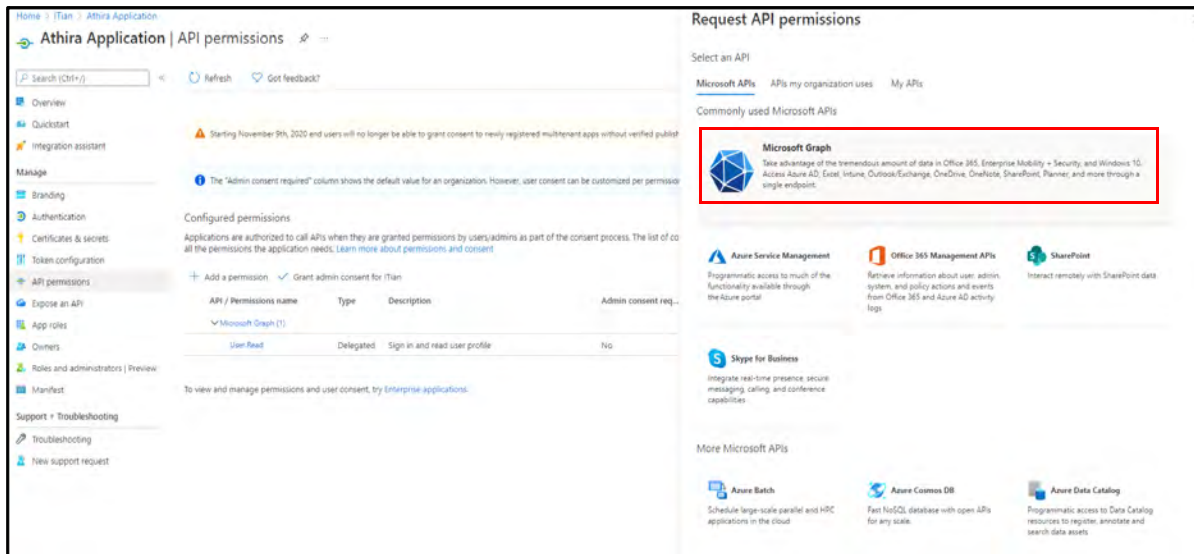 Home > iTian > Athira Application
Athira Application | API permissions
Search (Ctrl+/)
Overview
Quickstart
Integration assistant
Manage
Branding
Authentication
Certificates & secrets
Token configuration
API permissions
Expose an API
App roles
Owners
Roles and administrators | Preview
Manifest
Support + Troubleshooting
Troubleshooting
New support request
Refresh
Got feedback?
Starting November 9th, 2020 end users will no longer be able to grant consent to newly registered multitenant apps without verified publish
The "Admin consent required" column shows the default value for an organization. However, user consent can be customized per permission
Configured permissions
Applications are authorized to call APIs when they are granted permissions by users/admins as part of the consent process. The list of co
all the permissions the application needs. Learn more about permissions and consent
Add a permission
Grant admin consent for iTian
API / Permissions name Type Description Admin consent req...
Microsoft Graph (1)
User.Read Delegated Sign in and read user profile No
To view and manage permissions and user consent, try Enterprise applications.
Request API permissions
Select an API
Microsoft APIs APIs my organization uses My APIs
Commonly used Microsoft APIs
Microsoft Graph
Take advantage of the tremendous amount of data in Office 365, Enterprise Mobility + Security, and Windows 10.
Access Azure AD, Excel, Intune, Outlook/Exchange, OneDrive, OneNote, SharePoint, Planner, and more through a
single endpoint.
Azure Service Management
Programmatic access to much of the
functionality available through
the Azure portal
Office 365 Management APIs
Retrieve information about user, admin,
system, and policy actions and events
from Office 365 and Azure AD activity
logs
SharePoint
Interact remotely with SharePoint data
Skype for Business
Integrate real-time presence, secure
messaging, calling, and conference
capabilities
More Microsoft APIs
Azure Batch
Schedule large-scale parallel and HPC
applications in the cloud
Azure Cosmos DB
Fast NoSQL database with open APIs
for any scale.
Azure Data Catalog
Programmatic access to Data Catalog
resources to register, annotate and
search data assets